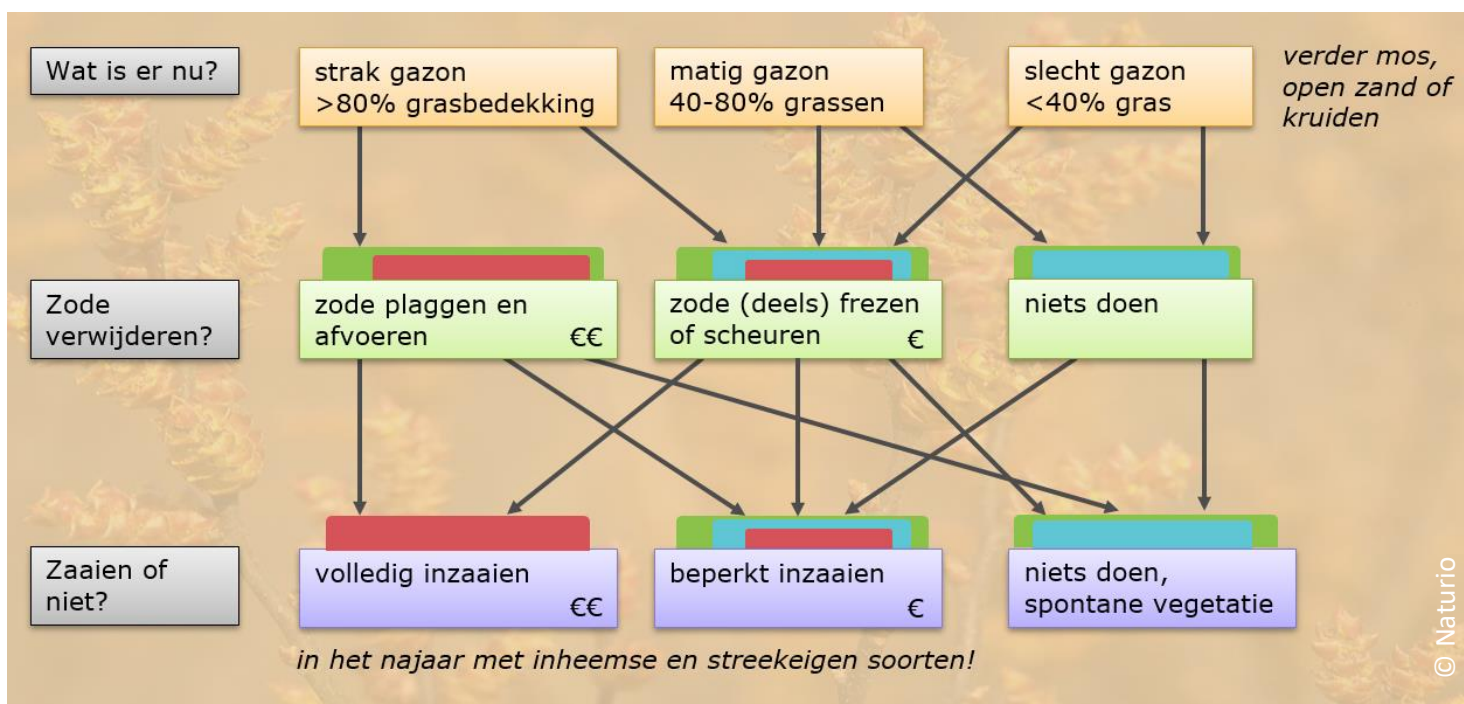 Wat is er nu?
strak gazon
>80% grasbedekking
matig gazon
40-80% grassen
slecht gazon
<40% gras
verder mos,
open zand of
kruiden
Zode
verwijderen?
zode plaggen en
afvoeren €€
zode (deels) frezen
of scheuren €
niets doen
Zaaien of
niet?
volledig inzaaien
€€
beperkt inzaaien
€
niets doen,
spontane vegetatie
in het najaar met inheemse en streekeigen soorten!
© Naturio